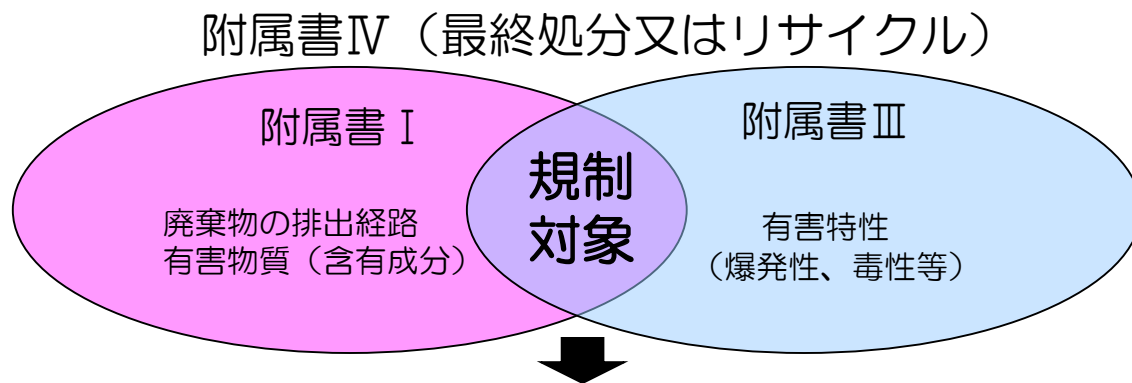 附属書Ⅳ（最終処分又はリサイクル）
附属書Ⅰ
廃棄物の排出経路
有害物質（含有成分）
規制
対象
附属書Ⅲ
有害特性
（爆発性、毒性等）